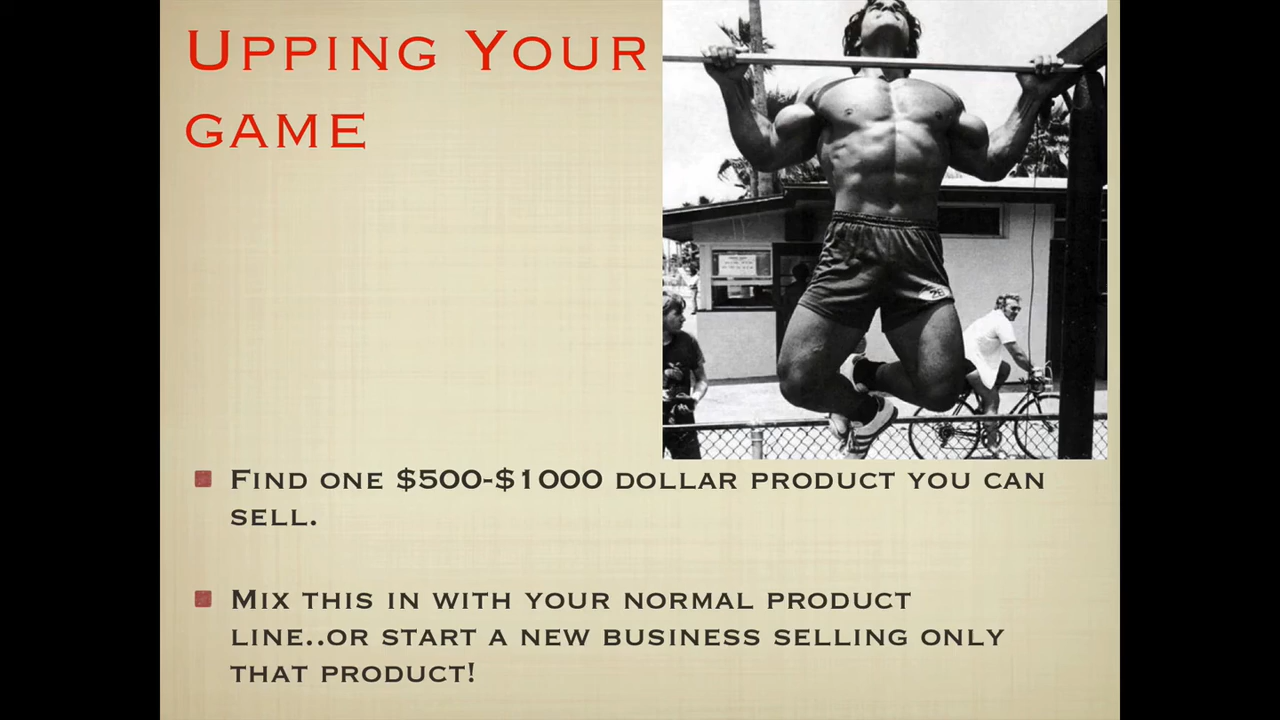 Upping Your
game
Find one $500-$1000 dollar product you can
sell.
Mix this in with your normal product
line..or start a new business selling only
that product!